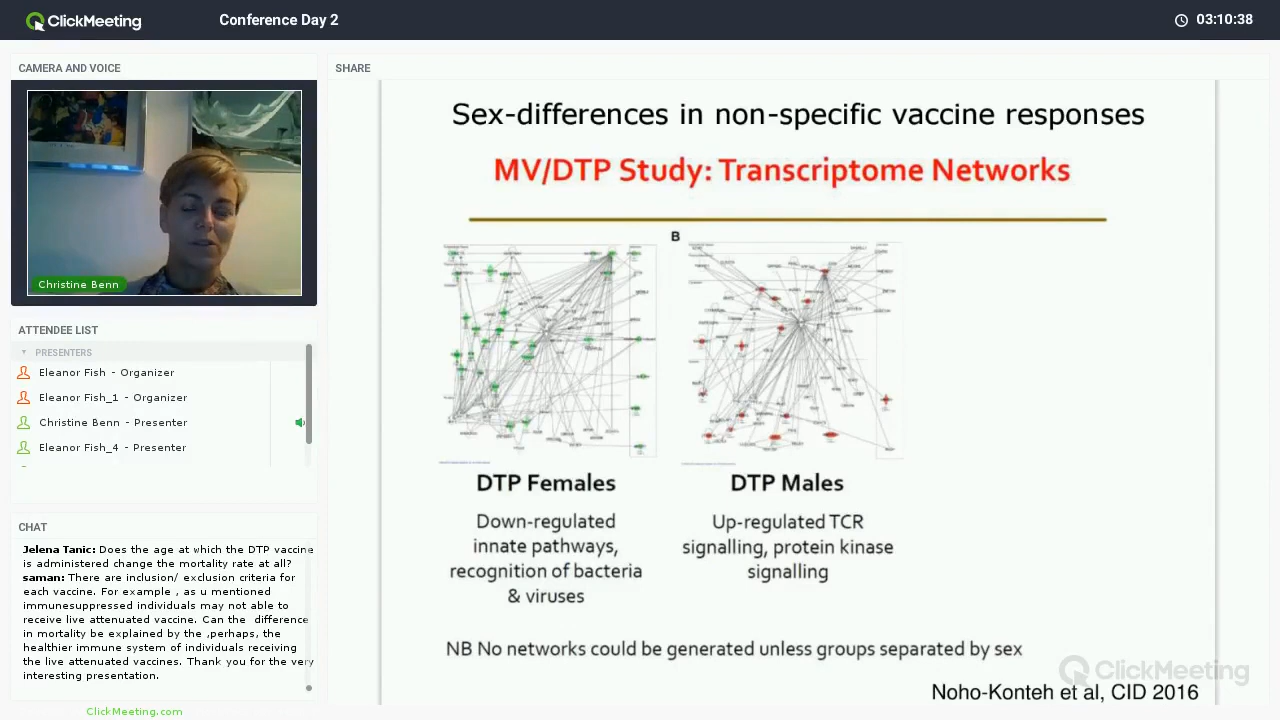 ClickMeeting
Conference Day 2
03:10:38
CAMERA AND VOICE
Christine Benn
ATTENDEE LIST
PRESENTERS
Eleanor Fish - Organizer
Eleanor Fish_1 - Organizer
Christine Benn - Presenter
Eleanor Fish_4 - Presenter
CHAT
Jelena Tanic: Does the age at which the DTP vaccine
is administered change the mortality rate at all?
saman: There are inclusion/ exclusion criteria for
each vaccine. For example , as u mentioned
immunesuppressed individuals may not able to
receive live attenuated vaccine. Can the difference
in mortality be explained by the ,perhaps, the
healthier immune system of individuals receiving
the live attenuated vaccines. Thank you for the very
interesting presentation.
ClickMeeting.com
SHARE
Sex-differences in non-specific vaccine responses
MV/DTP Study: Transcriptome Networks
B
DTP Females
Down-regulated
innate pathways,
recognition of bacteria
& viruses
DTP Males
Up-regulated TCR
signalling, protein kinase
signalling
NB No networks could be generated unless groups separated by sex
ClickMeeting
Noho-Konteh et al, CID 2016